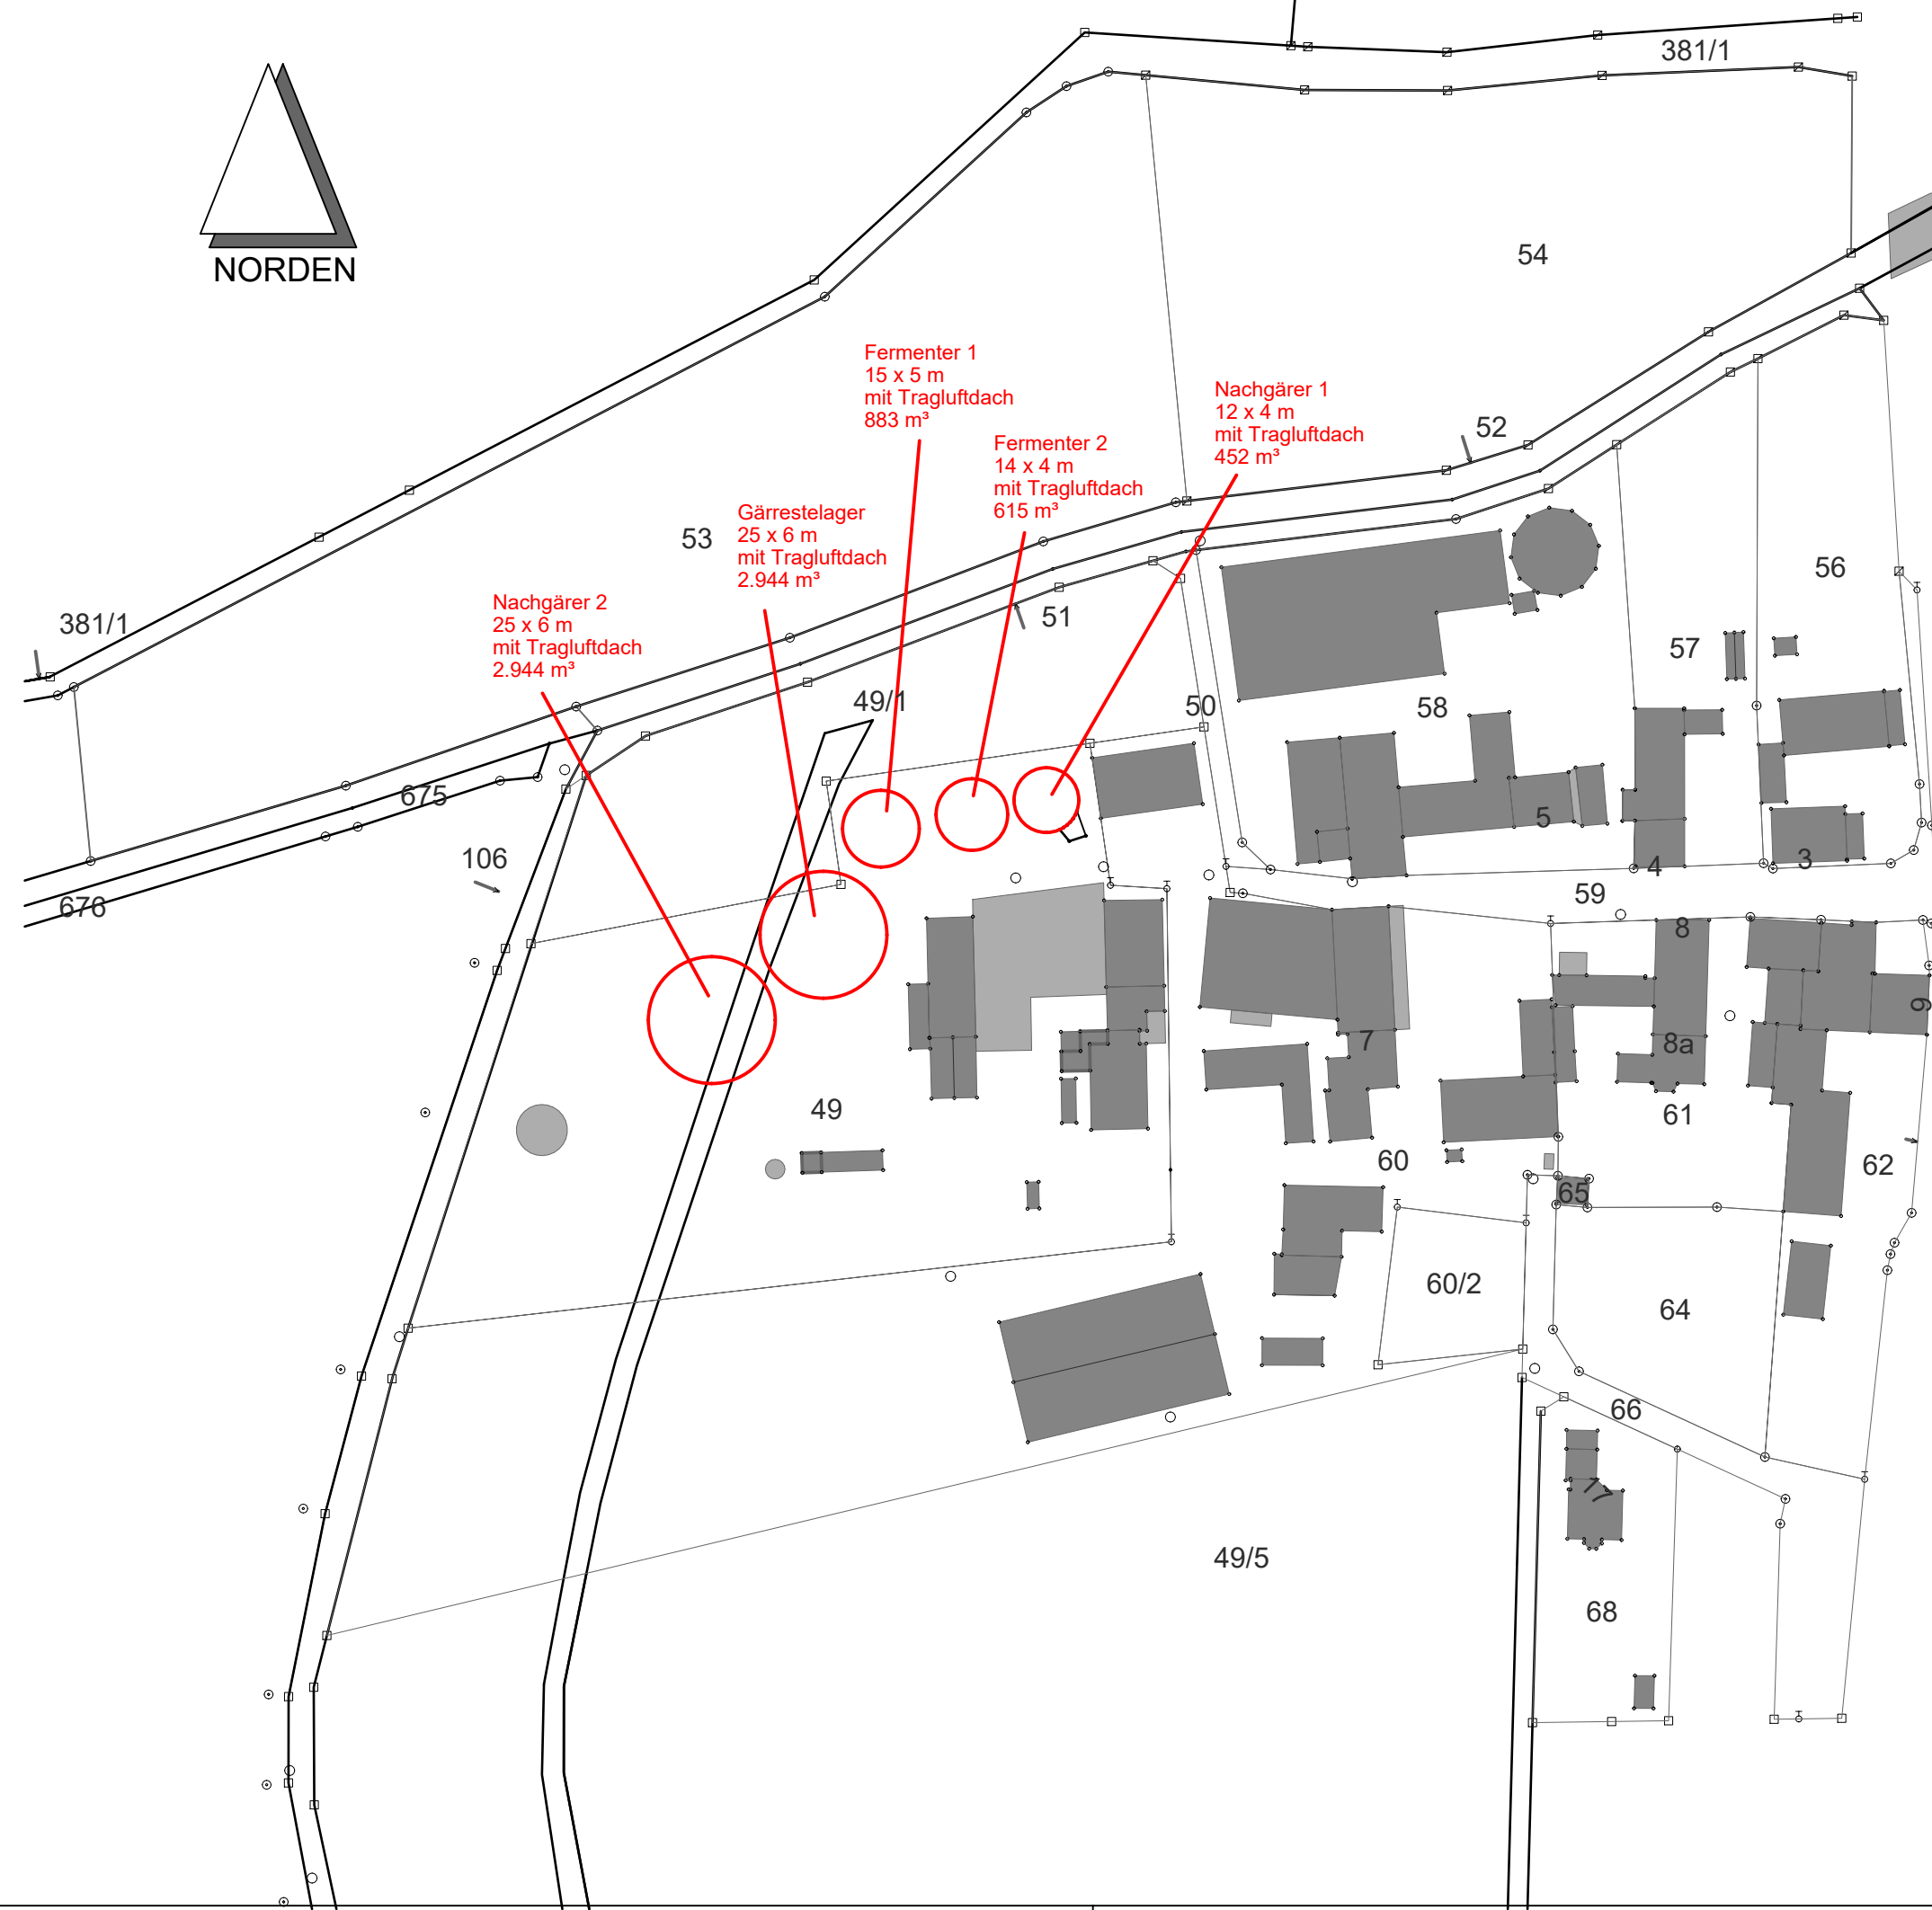 381/1
NORDEN
54
Fermenter 1
15 x 5 m
mit Tragluftdach
883 m³
Nachgärer 1
12 x 4 m
mit Tragluftdach
452 m³
Fermenter 2
14 x 4 m
mit Tragluftdach
615 m³
52
Gärrestelager
25 x 6 m
mit Tragluftdach
2.944 m³
53
56
Nachgärer 2
25 x 6 m
mit Tragluftdach
2.944 m³
381/1
51
57
49/1
50
58
675
5
106
4
3
59
676
8
9
7
8a
49
61
60
62
65
60/2
64
66
17
49/5
68